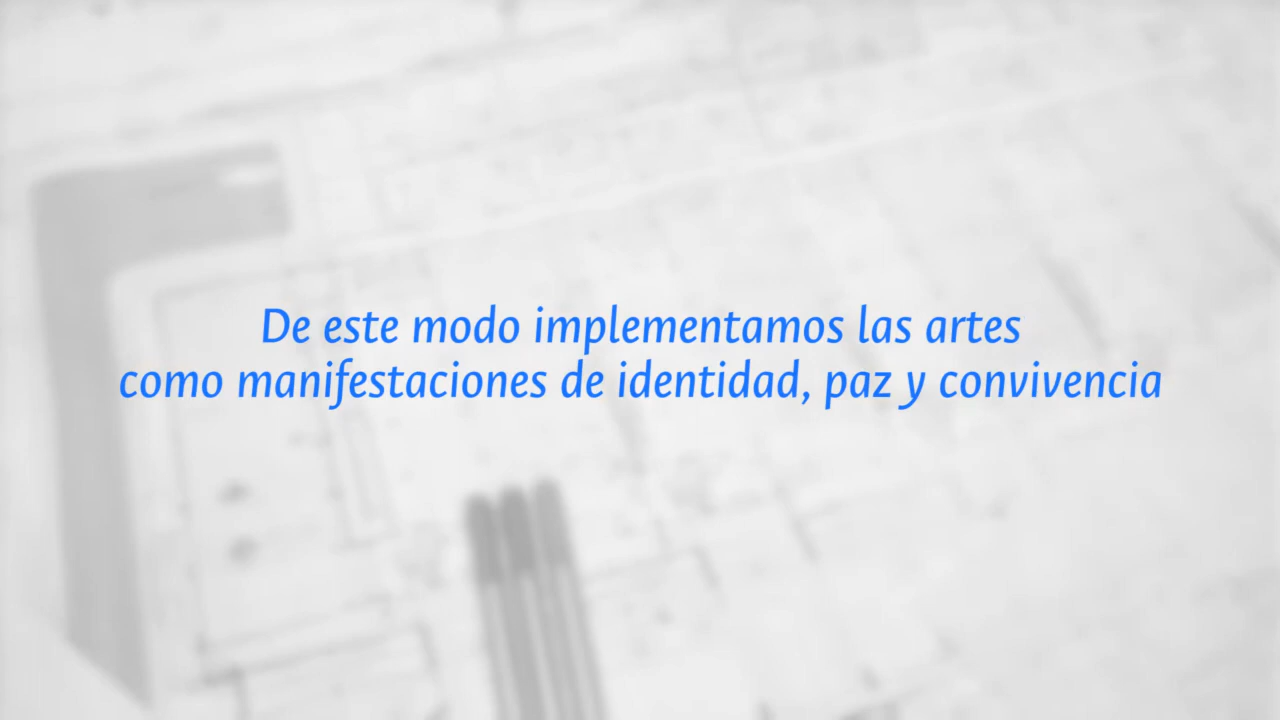 De este modo implementamos las artes
como manifestaciones de identidad, paz y convivencia